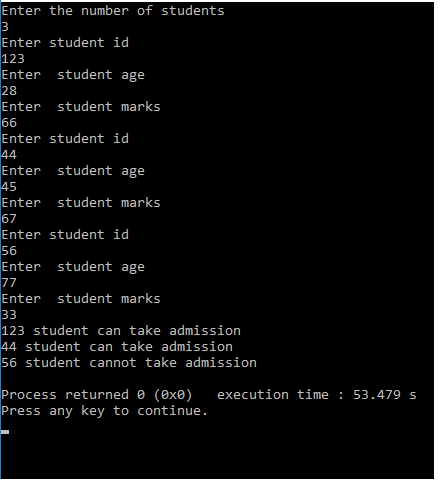 Enter the number of students
3
Enter student id
123
Enter  student age
28
Enter  student marks
66
Enter student id
44
Enter  student age
45
Enter  student marks
67
Enter student id
56
Enter  student age
77
Enter  student marks
33
123 student can take admission
44 student can take admission
56 student cannot take admission
Process returned 0 (0x0)   execution time : 53.479 s
Press any key to continue.